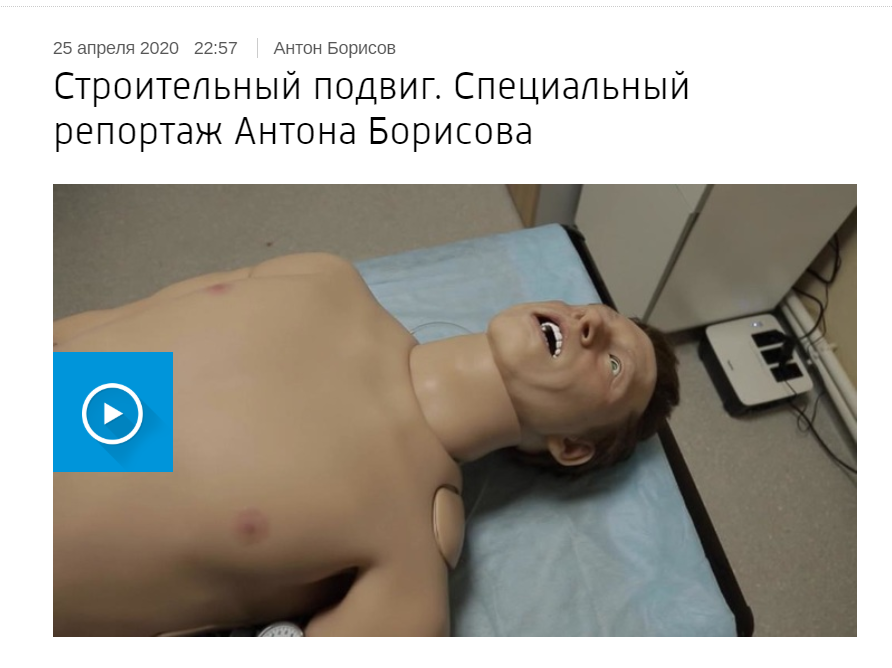 25 апреля 2020 22:57 Антон Борисов
Строительный подвиг. Специальный
репортаж Антона Борисова